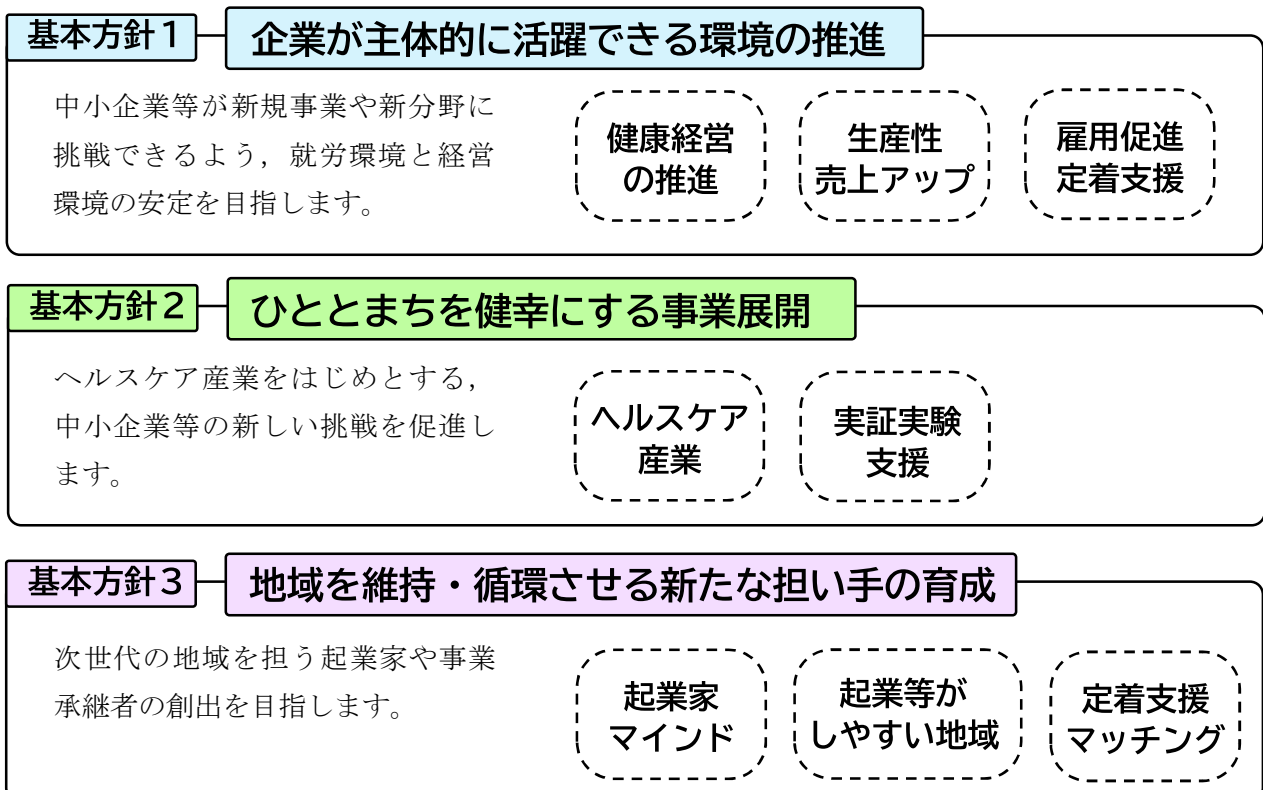 基本方針1
企業が主体的に活躍できる環境の推進
中小企業等が新規事業や新分野に
挑戦できるよう，就労環境と経営
環境の安定を目指します。
健康経営
の推進
生産性
売上アップ
雇用促進
定着支援
基本方針2
ひととまちを健幸にする事業展開
ヘルスケア産業をはじめとする，
中小企業等の新しい挑戦を促進し
ます。
ヘルスケア
産業
実証実験
支援
基本方針3
地域を維持・循環させる新たな担い手の育成
次世代の地域を担う起業家や事業
承継者の創出を目指します。
起業家
マインド
起業等が
しやすい地域
定着支援
マッチング